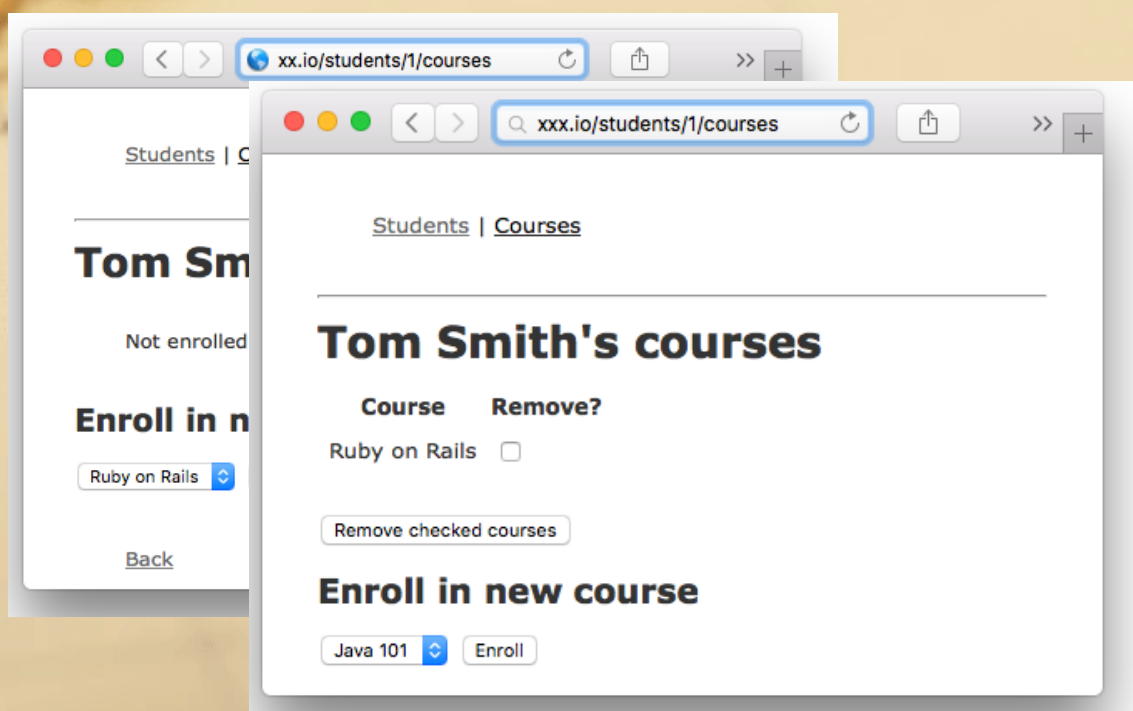 xx.io/students/1/courses
Students | C
Tom Sm
Not enrolled
Enroll in n
Ruby on Rails
Back
xxx.io/students/1/courses
Students | Courses
Tom Smith's courses
Course Remove?
Ruby on Rails
Remove checked courses
Enroll in new course
Java 101 Enroll